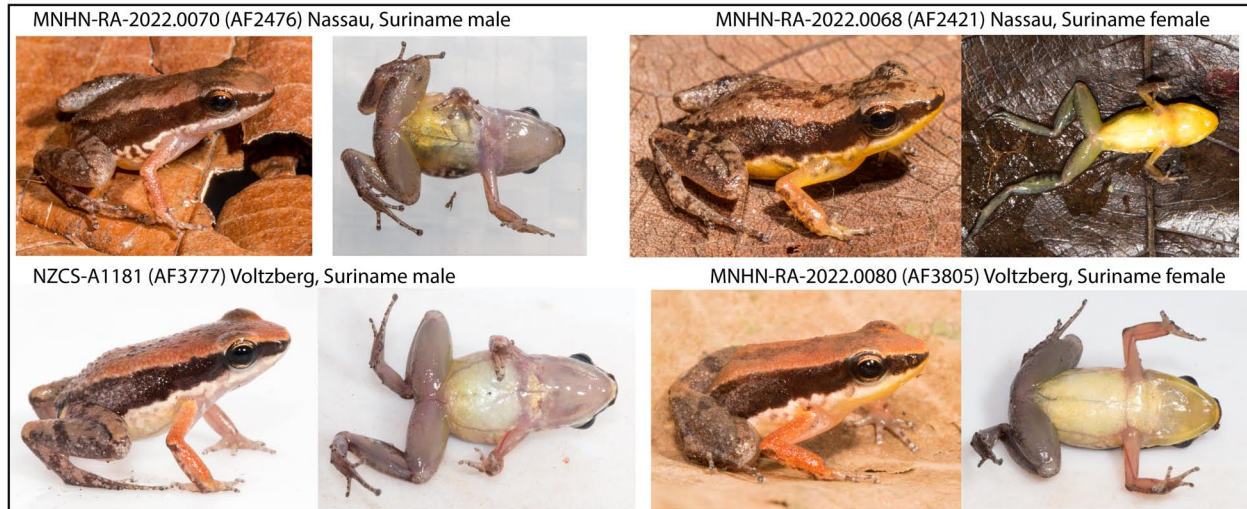 MNHN-RA-2022.0070 (AF2476) Nassau, Suriname male
MNHN-RA-2022.0068 (AF2421) Nassau, Suriname female
NZCS-A1181 (AF3777) Voltzberg, Suriname male
MNHN-RA-2022.0080 (AF3805) Voltzberg, Suriname female